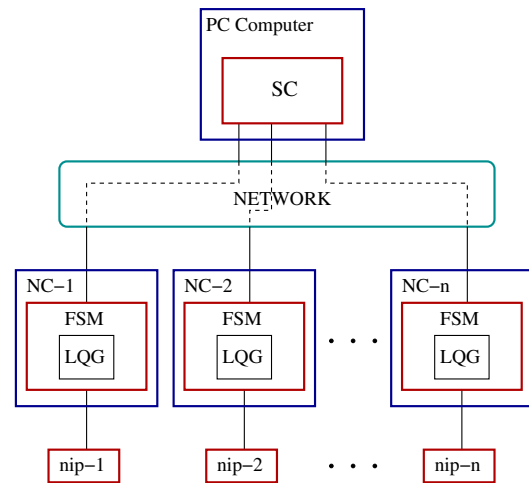 PC Computer
SC
NETWORK
NC−1 NC−2 NC−n
FSM FSM FSM
LQG LQG LQG
. . .
nip−1 nip−2 . . . nip−n